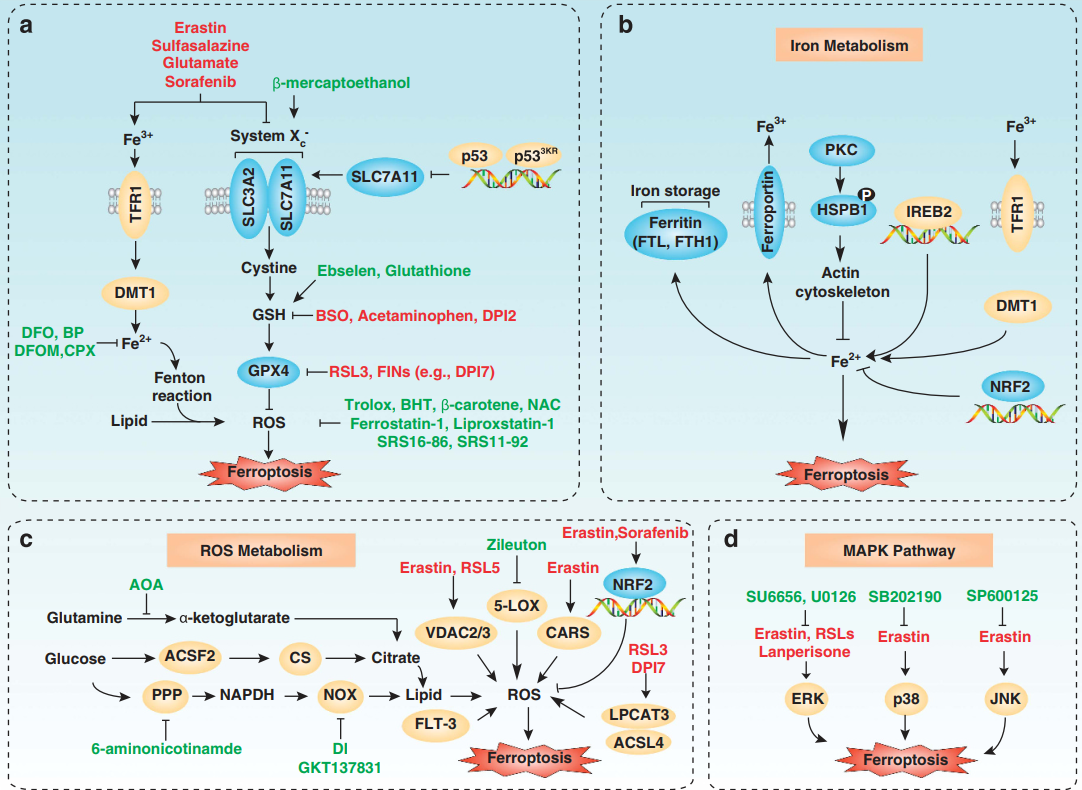 a
Erastin
Sulfasalazine
Glutamate
Sorafenib
β-mercaptoethanol
Fe3+
System Xc-
TFR1
SLC3A2
SLC7A11
SLC7A11
p53
p53 3KR
DMT1
Cystine
Ebselen, Glutathione
GSH
BSO, Acetaminophen, DPI2
DFO, BP
DFOM,CPX
Fe2+
GPX4
RSL3, FINs (e.g., DPI7)
Fenton
reaction
Lipid
ROS
Trolox, BHT, β-carotene, NAC
Ferrostatin-1, Liproxstatin-1
SRS16-86, SRS11-92
Ferroptosis
b
Iron Metabolism
Fe3+
PKC
Fe3+
Iron storage
Ferritin
(FTL, FTH1)
Ferroportin
HSPB1
P
IREB2
TFR1
Actin
cytoskeleton
DMT1
Fe2+
NRF2
Ferroptosis
c
ROS Metabolism
Zileuton
Erastin,Sorafenib
AOA
Erastin, RSL5
Erastin
NRF2
Glutamine
α-ketoglutarate
VDAC2/3
5-LOX
CARS
Glucose
ACSF2
CS
Citrate
RSL3
DPI7
PPP
NAPDH
NOX
Lipid
ROS
FLT-3
LPCAT3
ACSL4
6-aminonicotinamde
DI
GKT137831
Ferroptosis
d
MAPK Pathway
SU6656, U0126
SB202190
SP600125
Erastin, RSLs
Lanperisone
Erastin
Erastin
ERK
p38
JNK
Ferroptosis